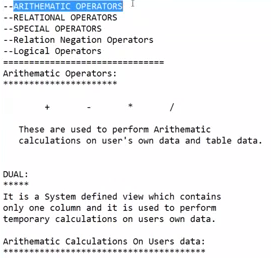 --ARITHEMATIC OPERATORS
--RELATIONAL OPERATORS
--SPECIAL OPERATORS
--Relation Negation Operators
--Logical Operators
===============================
Arithematic Operators:
**********************
+ - * /
These are used to perform Arithematic
calculations on user's own data and table data.
DUAL:
*****
It is a System defined view which contains
only one column and it is used to perform
temporary calculations on users own data.
Arithematic Calculations On Users data:
***************************************